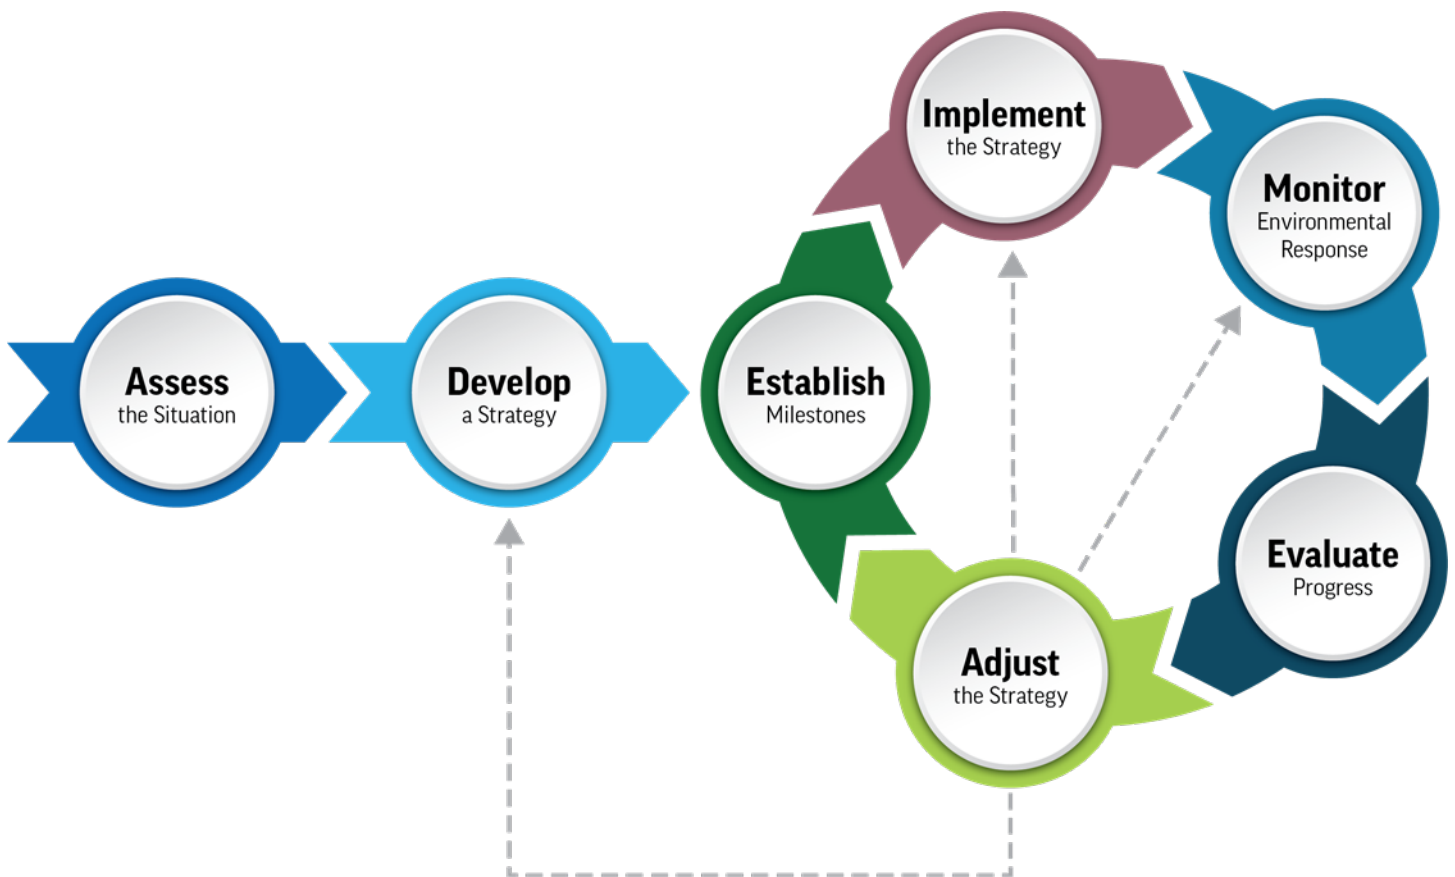 Assess
the Situation
Develop
a Strategy
Establish
Milestones
Implement
the Strategy
Monitor
Environmental
Response
Evaluate
Progress
Adjust
the Strategy